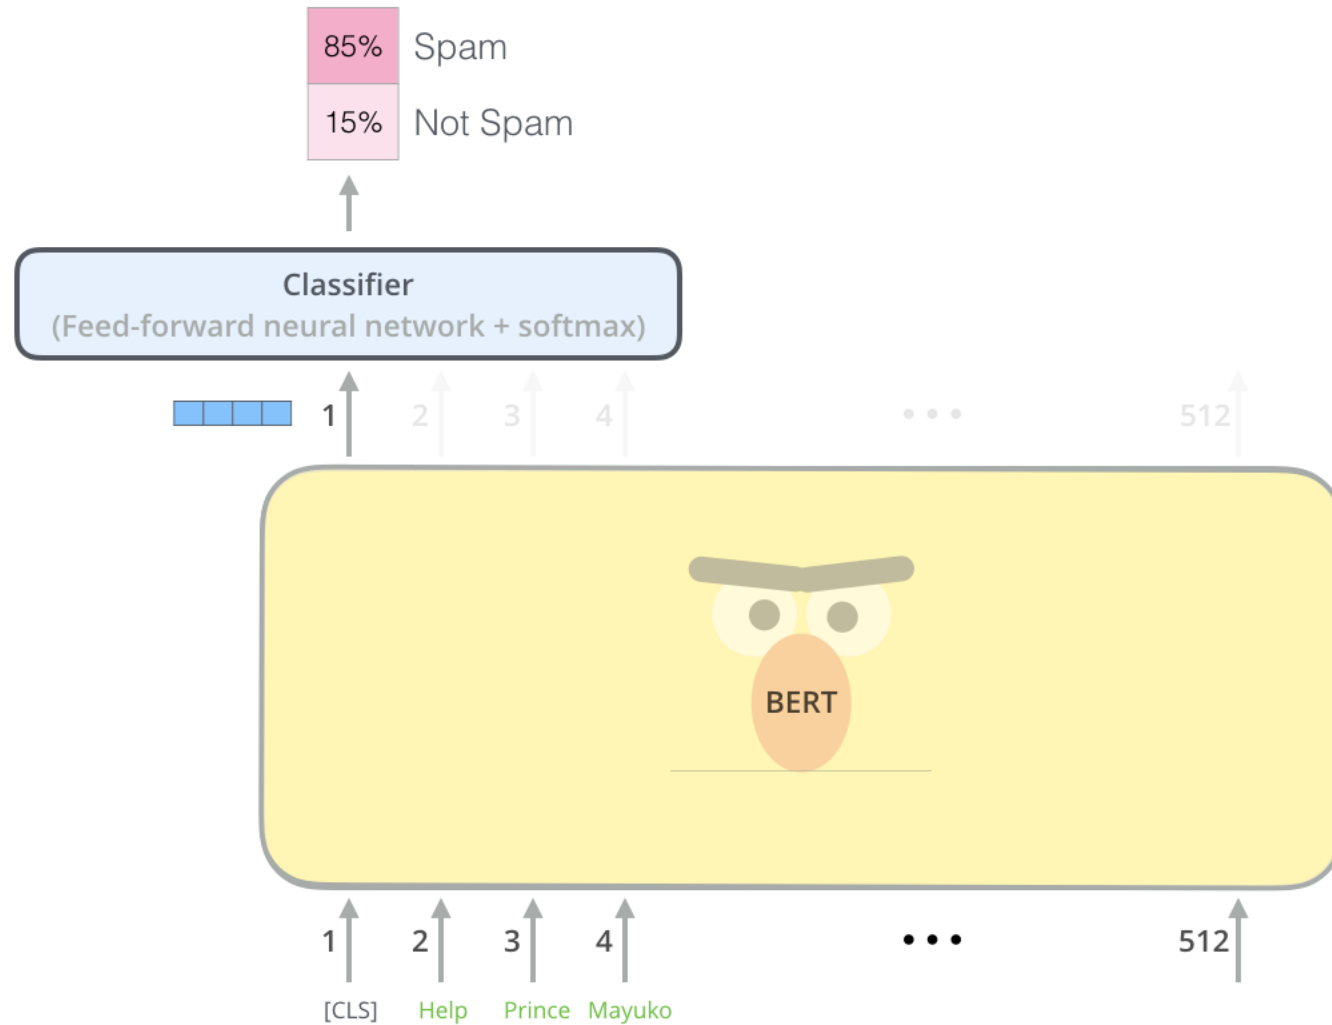 85% Spam
15% Not Spam
Classifier
(Feed-forward neural network + softmax)
1 2 3 4 ••• 512
BERT
1 2 3 4 ••• 512
[CLS] Help Prince Mayuko